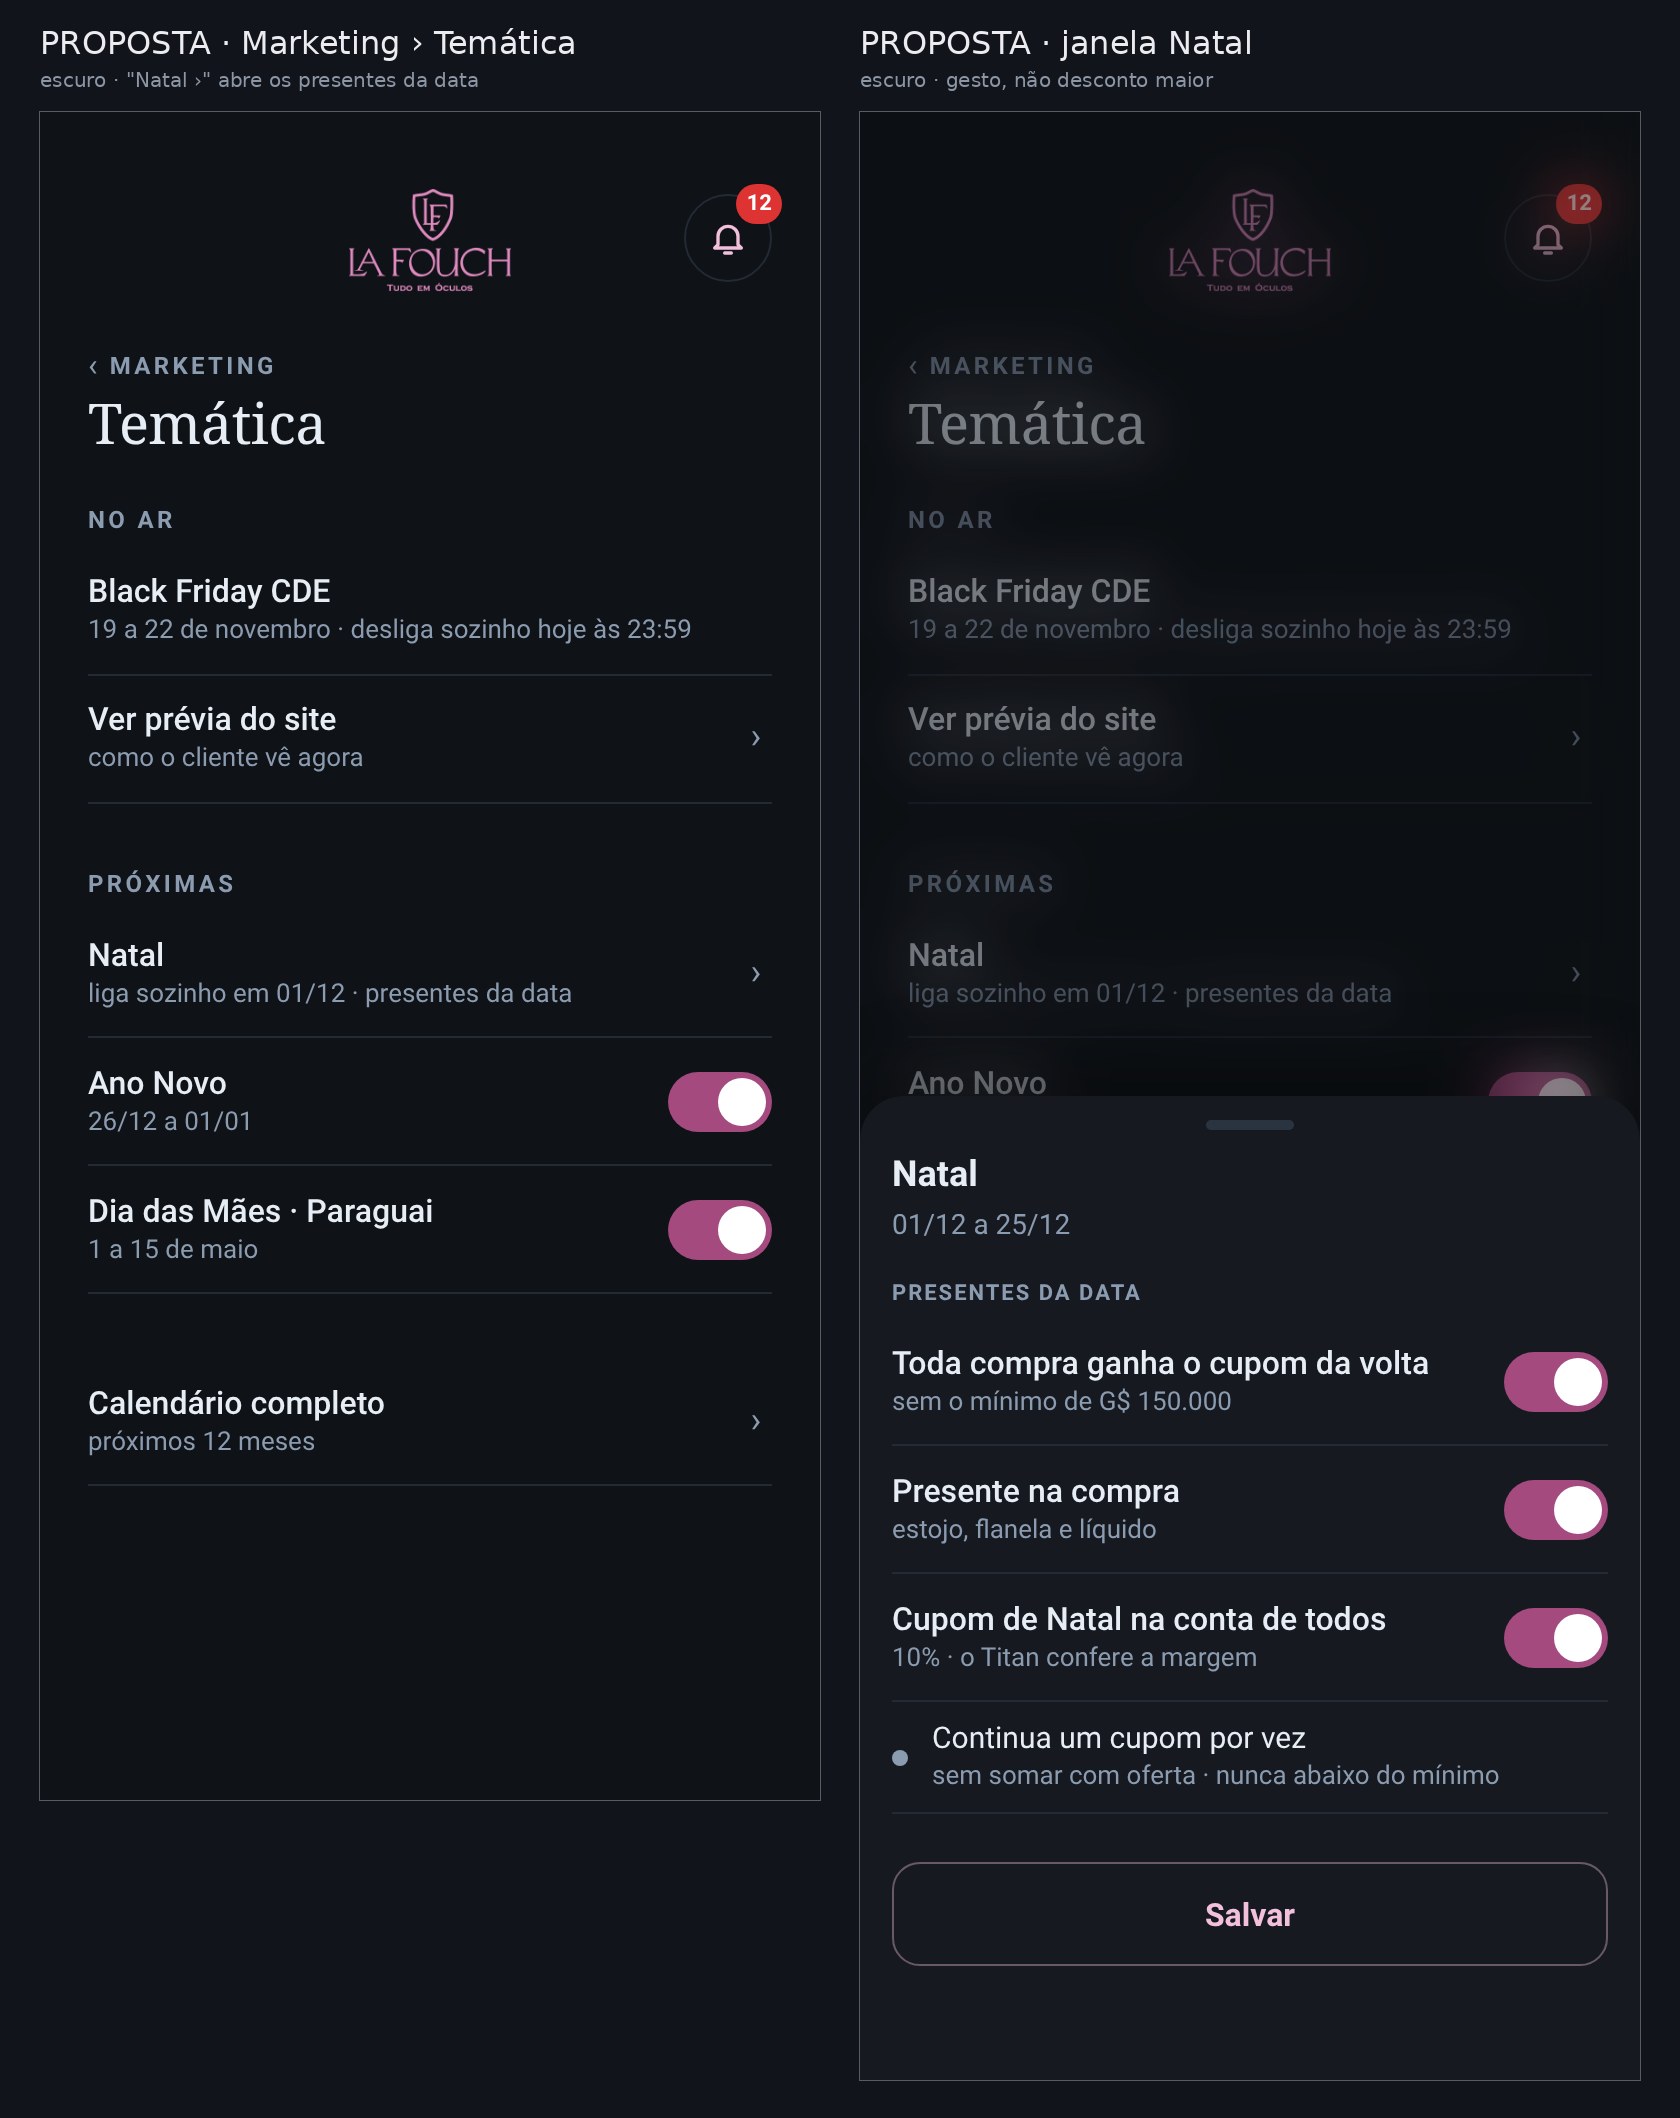 PROPOSTA · Marketing › Temática
escuro · "Natal ›" abre os presentes da data
LF
LA FOUCH
TUDO EM ÓCULOS
12
‹ MARKETING
Temática
NO AR
Black Friday CDE
19 a 22 de novembro · desliga sozinho hoje às 23:59
Ver prévia do site
como o cliente vê agora
›
PRÓXIMAS
Natal
liga sozinho em 01/12 · presentes da data
›
Ano Novo
26/12 a 01/01
Dia das Mães · Paraguai
1 a 15 de maio
Calendário completo
próximos 12 meses
›
PROPOSTA · janela Natal
escuro · gesto, não desconto maior
LF
LA FOUCH
TUDO EM ÓCULOS
12
‹ MARKETING
Temática
NO AR
Black Friday CDE
19 a 22 de novembro · desliga sozinho hoje às 23:59
Ver prévia do site
como o cliente vê agora
›
PRÓXIMAS
Natal
liga sozinho em 01/12 · presentes da data
›
Ano Novo
Natal
01/12 a 25/12
PRESENTES DA DATA
Toda compra ganha o cupom da volta
sem o mínimo de G$ 150.000
Presente na compra
estojo, flanela e líquido
Cupom de Natal na conta de todos
10% · o Titan confere a margem
Continua um cupom por vez
sem somar com oferta · nunca abaixo do mínimo
Salvar